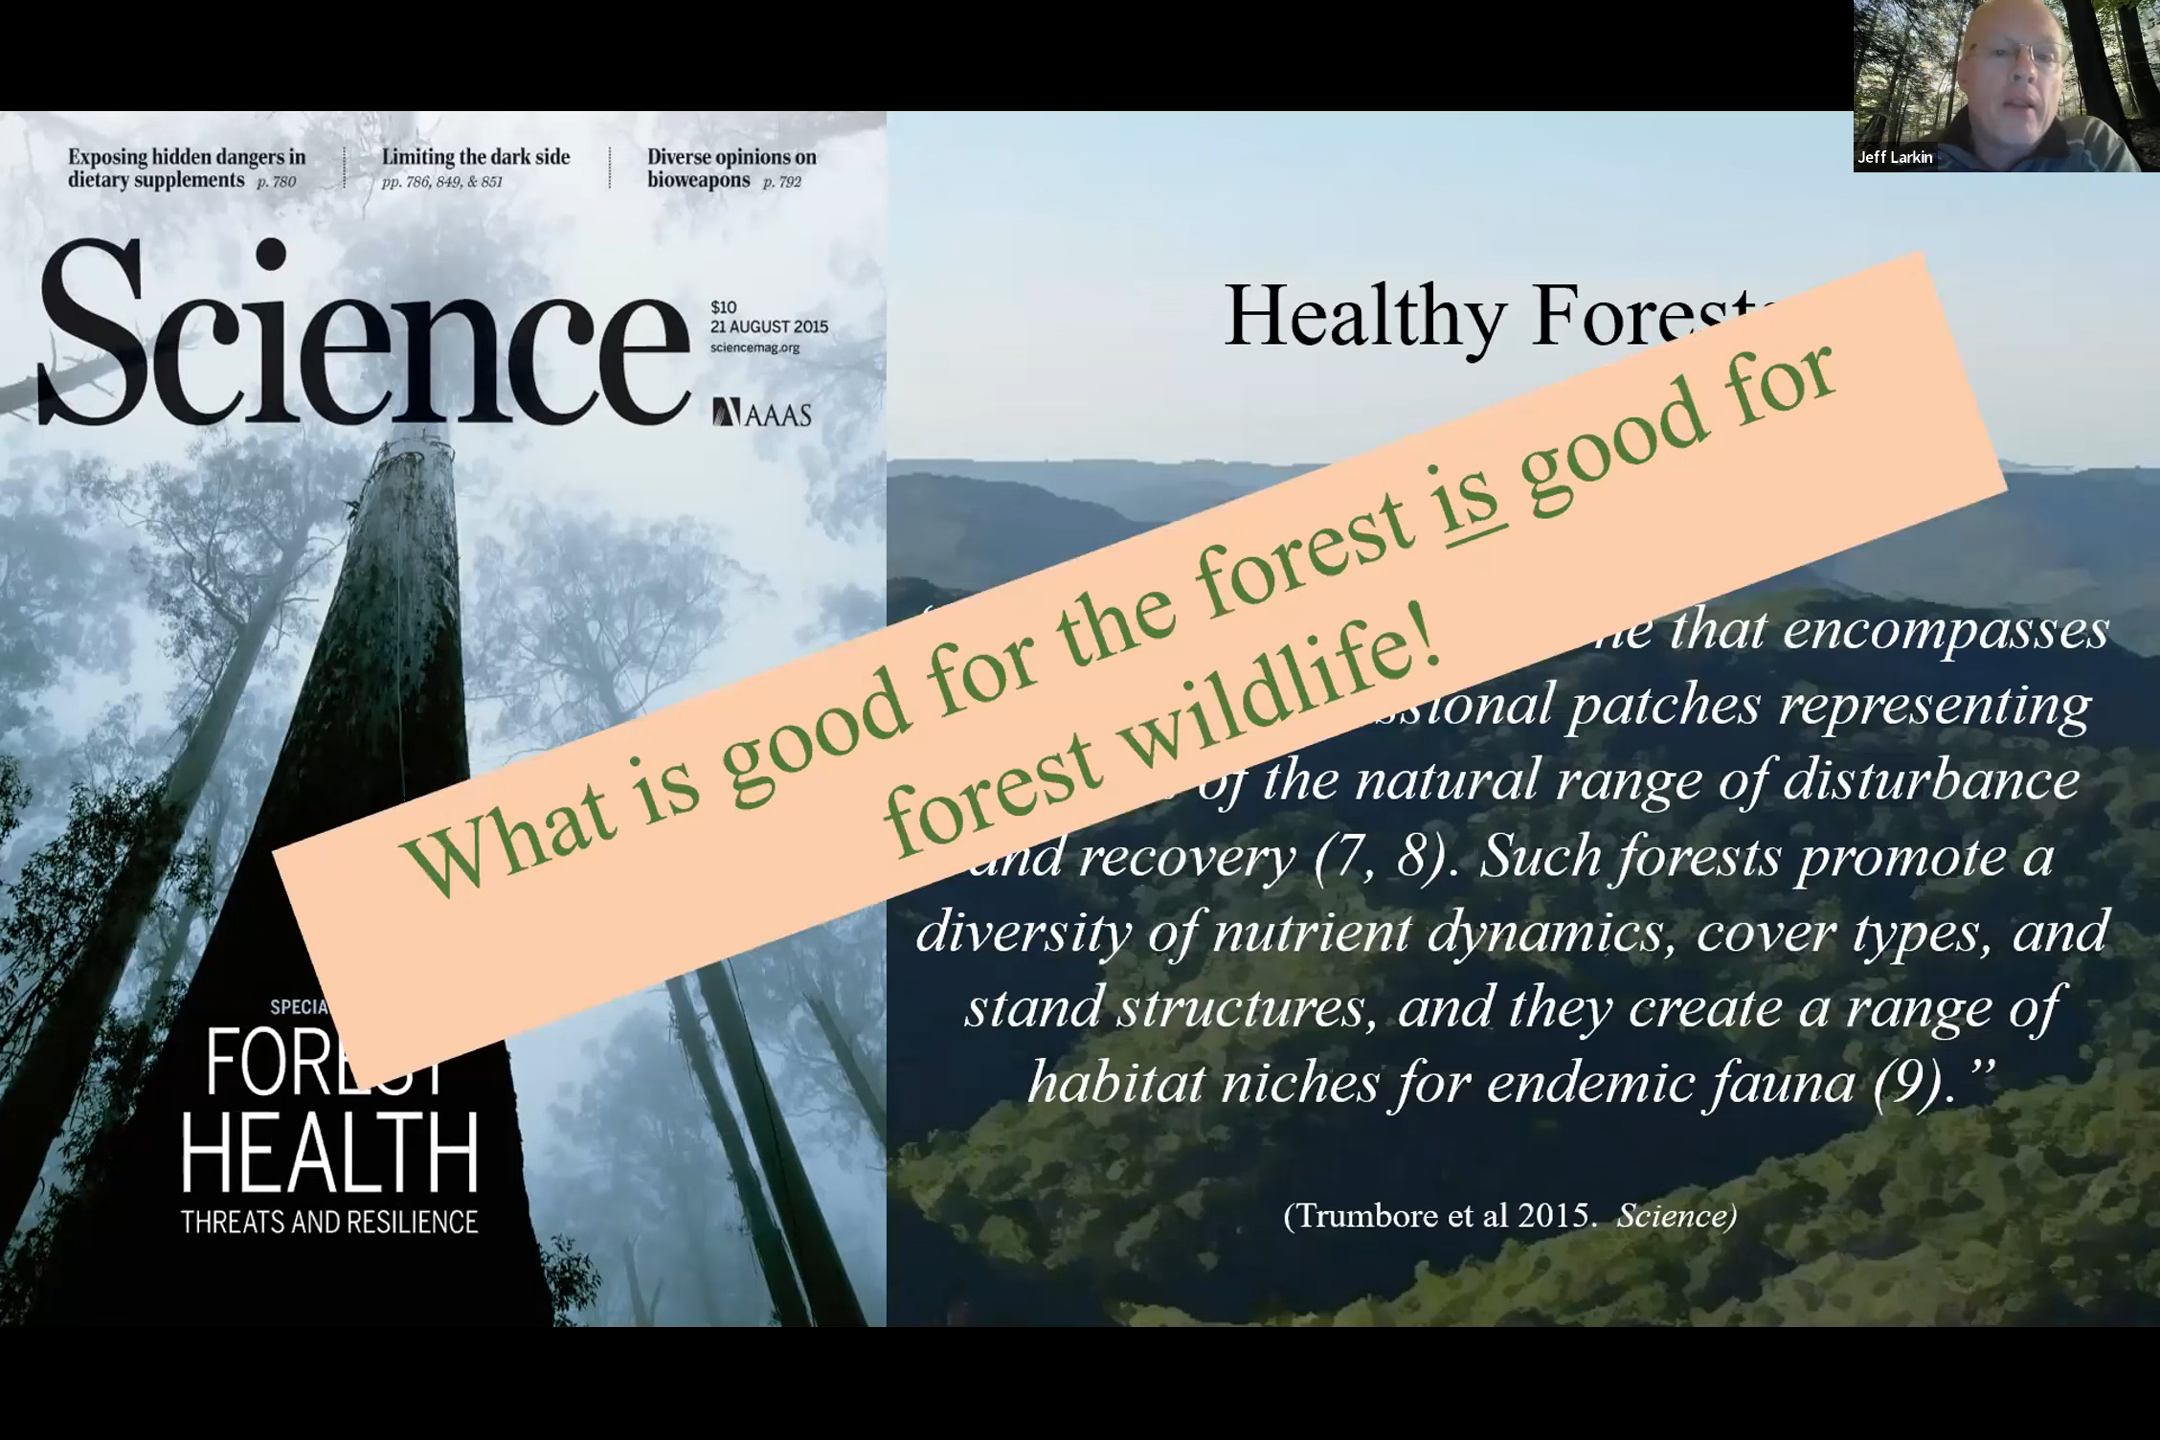 Jeff Larkin
Exposing hidden dangers in
dietary supplements p. 780
Limiting the dark side
pp. 786, 849, & 851
Diverse opinions on
bioweapons p. 792
Science
$10
21 AUGUST 2015
sciencemag.org
AAAS
FOREST
HEALTH
THREATS AND RESILIENCE
Healthy Forests
What is good for the forest is good for
forest wildlife!
that encompasses
patches representing
of the natural range of disturbance
and recovery (7, 8). Such forests promote a
diversity of nutrient dynamics, cover types, and
stand structures, and they create a range of
habitat niches for endemic fauna (9).”
(Trumbore et al 2015. Science)